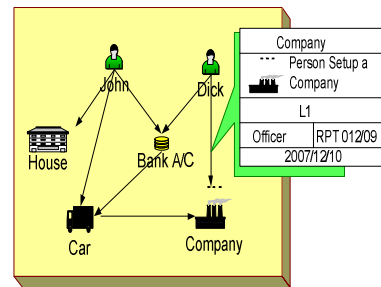 Company
Person Setup a
Company
L1
Officer RPT 012/09
2007/12/10
John
Dick
House
Bank A/C
Car
Company